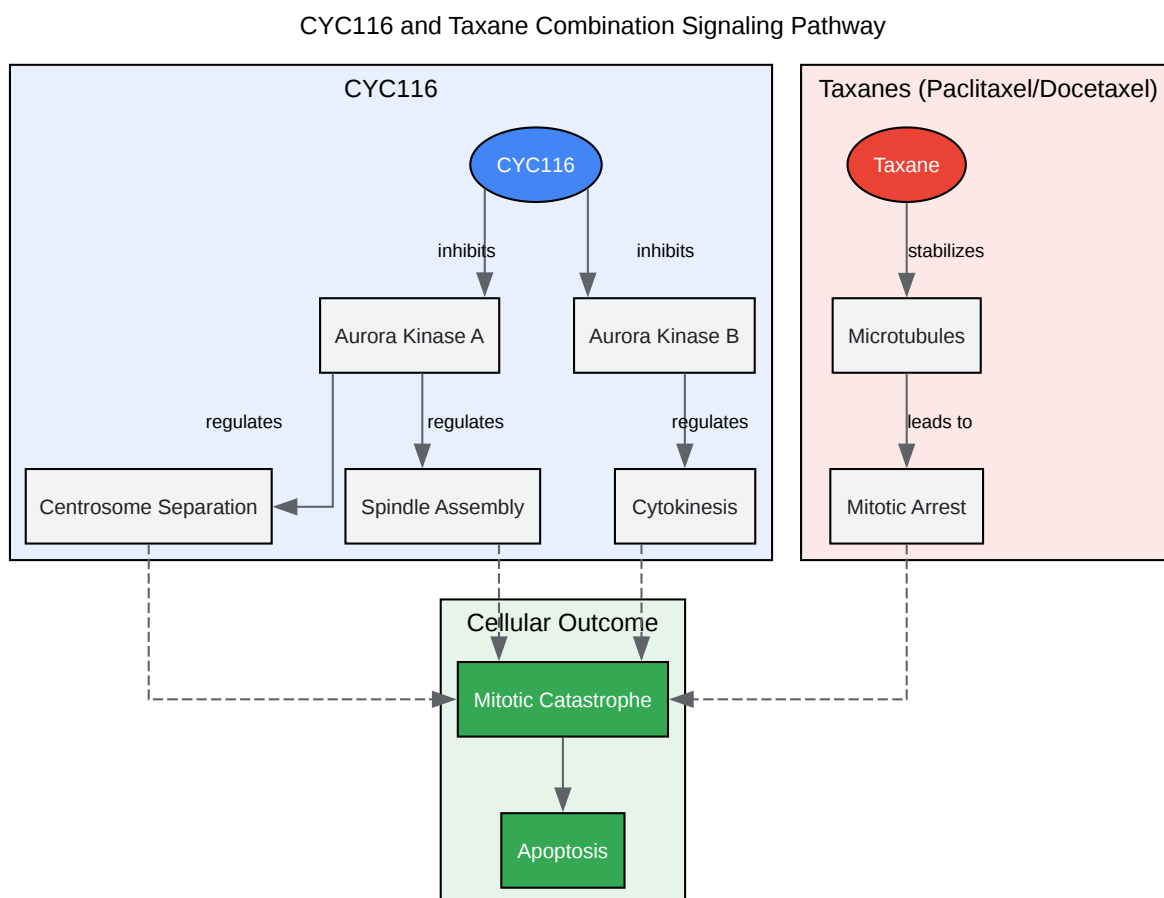 CYC116 and Taxane Combination Signaling Pathway
CYC116
Taxanes (Paclitaxel/Docetaxel)
CYC116
Taxane
inhibits
inhibits
stabilizes
Aurora Kinase A
Aurora Kinase B
Microtubules
regulates
regulates
regulates
leads to
Centrosome Separation
Spindle Assembly
Cytokinesis
Mitotic Arrest
Cellular Outcome
Mitotic Catastrophe
Apoptosis